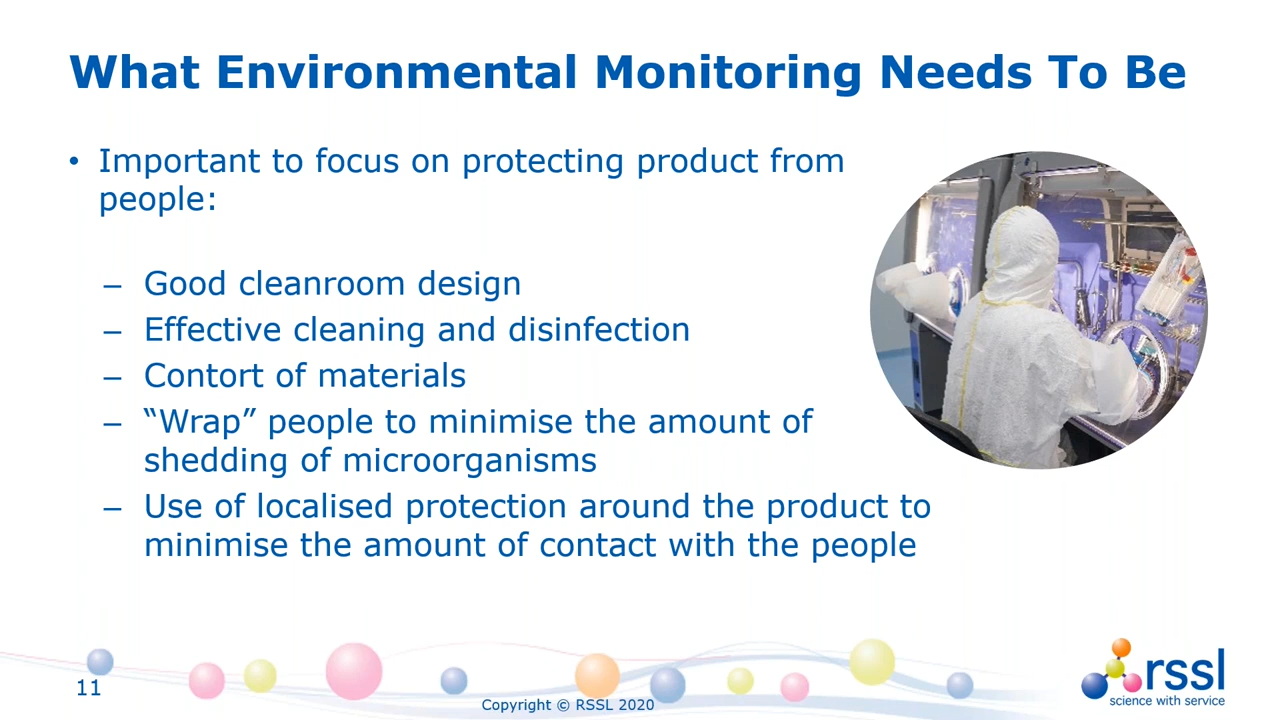 What Environmental Monitoring Needs To Be
• Important to focus on protecting product from
people:
– Good cleanroom design
– Effective cleaning and disinfection
– Contort of materials
– “Wrap” people to minimise the amount of
shedding of microorganisms
– Use of localised protection around the product to
minimise the amount of contact with the people
11
Copyright © RSSL 2020
rssl
science with service